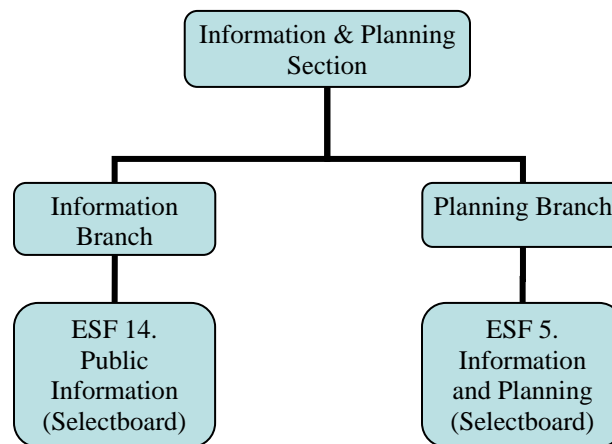 Information & Planning
Section
Information
Branch
Planning Branch
ESF 14.
Public
Information
(Selectboard)
ESF 5.
Information
and Planning
(Selectboard)